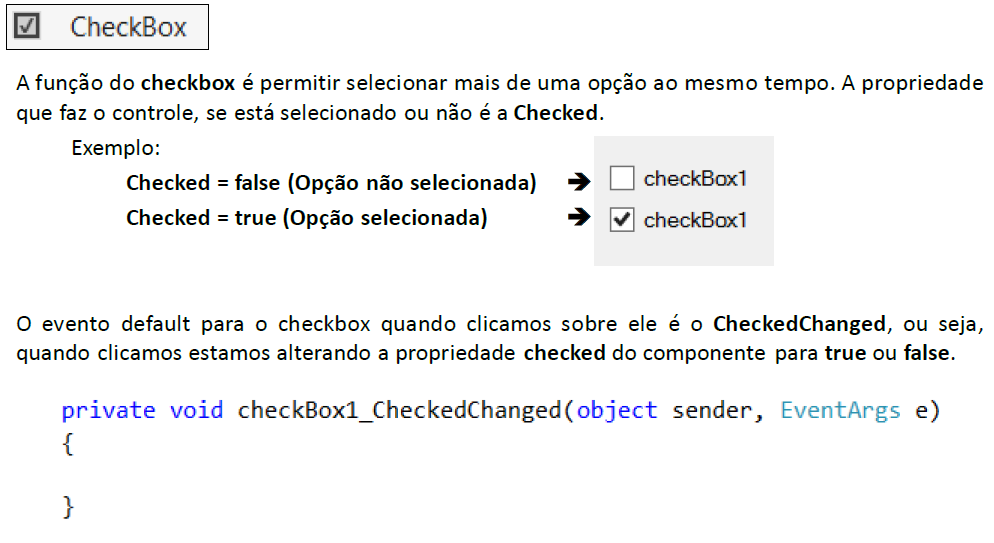 CheckBox
A função do checkbox é permitir selecionar mais de uma opção ao mesmo tempo. A propriedade
que faz o controle, se está selecionado ou não é a Checked.
Exemplo:
Checked = false (Opção não selecionada) ➔ checkBox1
Checked = true (Opção selecionada) ➔ checkBox1
O evento default para o checkbox quando clicamos sobre ele é o CheckedChanged, ou seja,
quando clicamos estamos alterando a propriedade checked do componente para true ou false.
private void checkBox1_CheckedChanged(object sender, EventArgs e)
{
}